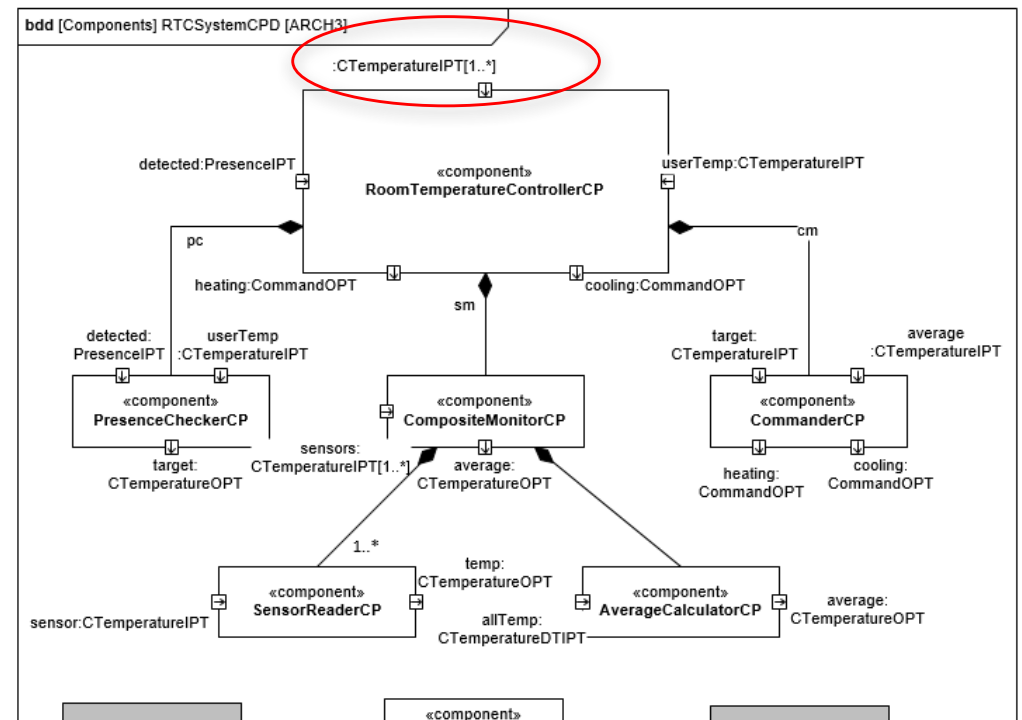 bdd [Components] RTCSystemCPD [ARCH3]
:CTemperatureIPT[1..*]
detected:PresenceIPT
userTemp:CTemperatureIPT
«component»
RoomTemperatureControllerCP
pc
cm
heating:CommandOPT
cooling:CommandOPT
sm
detected:
PresenceIPT
userTemp
:CTemperatureIPT
target:
CTemperatureIPT
average
:CTemperatureIPT
«component»
PresenceCheckerCP
«component»
CompositeMonitorCP
«component»
CommanderCP
target:
CTemperatureOPT
sensors:
CTemperatureIPT[1..*]
average:
CTemperatureOPT
heating:
CommandOPT
cooling:
CommandOPT
1..*
temp:
CTemperatureOPT
«component»
SensorReaderCP
«component»
AverageCalculatorCP
sensor:CTemperatureIPT
allTemp:
CTemperatureDTIPT
average:
CTemperatureOPT
«component»